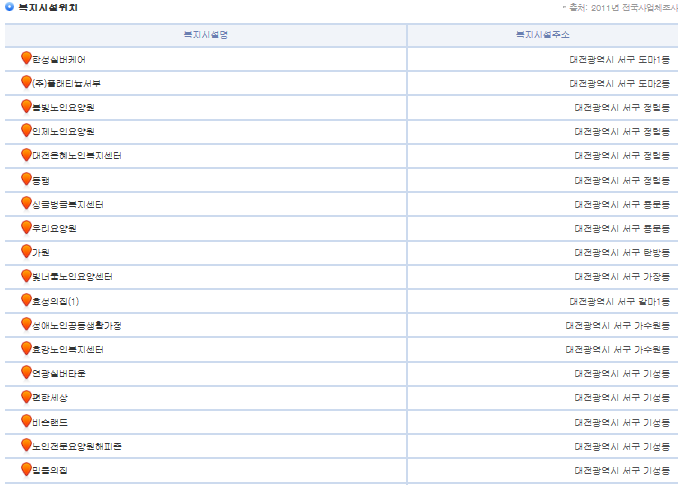 복지시설위치
* 출처: 2011년 전국사업체조사
복지시설명 복지시설주소
한성실버케어 대전광역시 서구 도마1동
(주)플래티늄서부 대전광역시 서구 도마2동
봄빛노인요양원 대전광역시 서구 정림동
인제노인요양원 대전광역시 서구 정림동
대전은혜노인복지센터 대전광역시 서구 정림동
동평 대전광역시 서구 정림동
싱글벙글복지센터 대전광역시 서구 용문동
우리요양원 대전광역시 서구 용문동
가원 대전광역시 서구 탄방동
빛너울노인요양센터 대전광역시 서구 가장동
효성의집(1) 대전광역시 서구 갈마1동
성애노인공동생활가정 대전광역시 서구 가수원동
효강노인복지센터 대전광역시 서구 가수원동
연광실버타운 대전광역시 서구 기성동
편한세상 대전광역시 서구 기성동
비손랜드 대전광역시 서구 기성동
노인전문요양원해피존 대전광역시 서구 기성동
믿음의집 대전광역시 서구 기성동